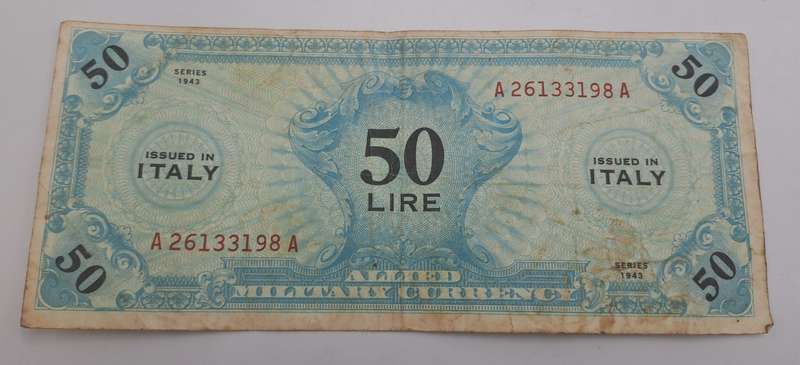 50
SERIES
1943
A 26133198 A
50
ISSUED IN
ITALY
50
LIRE
ISSUED IN
ITALY
A 26133198 A
50
ALLIED
MILITARY CURRENCY
SERIES
1943
50